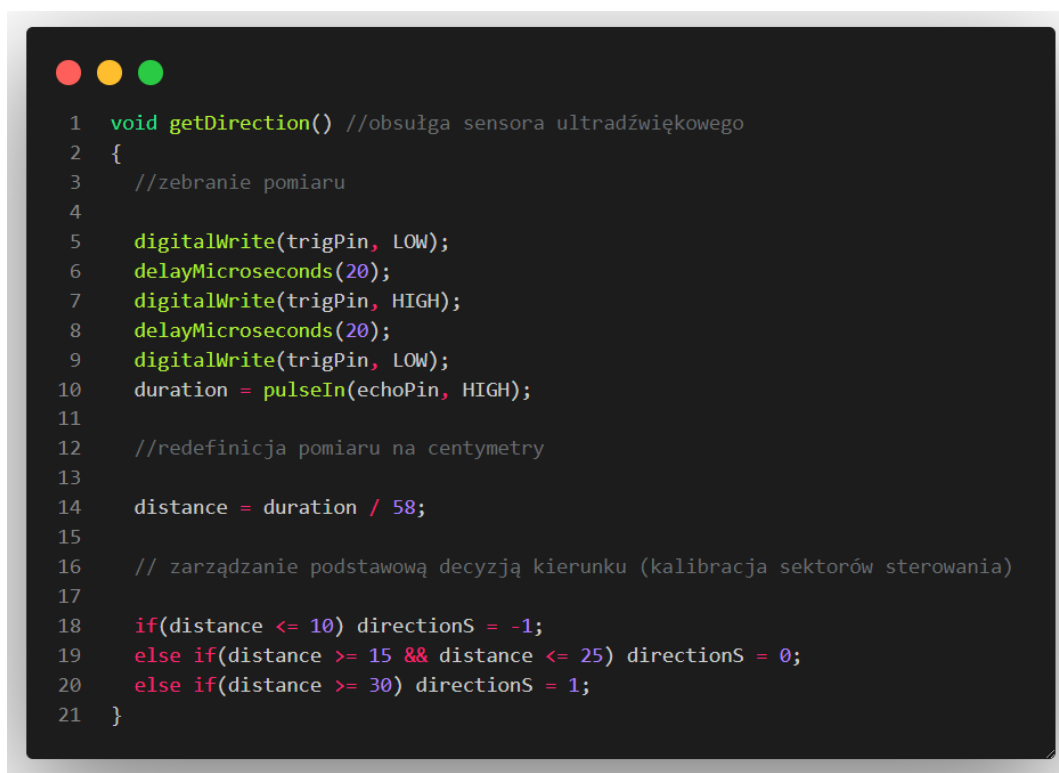 1 void getDirection() //obsułga sensora ultradźwiękowego
2 {
3 //zebranie pomiaru
4
5 digitalWrite(trigPin, LOW);
6 delayMicroseconds(20);
7 digitalWrite(trigPin, HIGH);
8 delayMicroseconds(20);
9 digitalWrite(trigPin, LOW);
10 duration = pulseIn(echoPin, HIGH);
11
12 //redefinicja pomiaru na centymetry
13
14 distance = duration / 58;
15
16 // zarządzanie podstawową decyzją kierunku (kalibracja sektorów sterowania)
17
18 if(distance <= 10) directionS = -1;
19 else if(distance >= 15 && distance <= 25) directionS = 0;
20 else if(distance >= 30) directionS = 1;
21 }